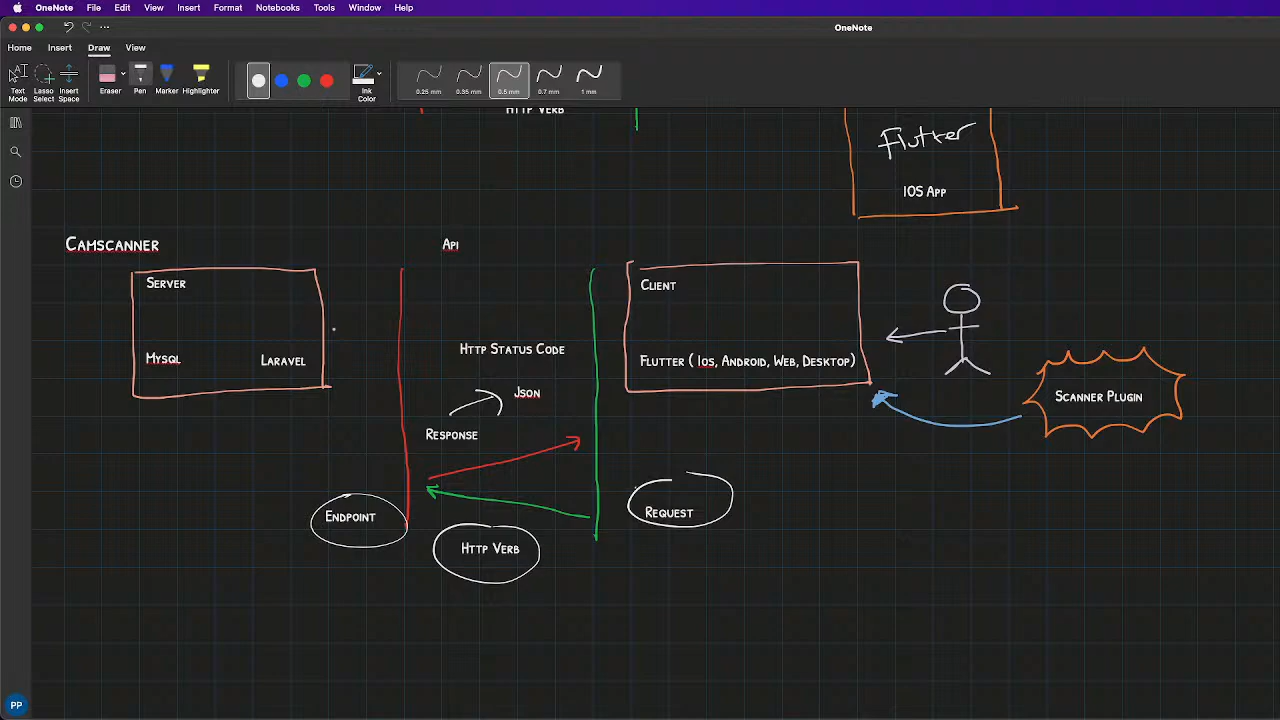 OneNote File Edit View Insert Format Notebooks Tools Window Help
OneNote
Home Insert Draw View
Text Mode
Lasso Select
Insert Space
Eraser
Pen
Marker
Highlighter
Ink Color
0.25 mm
0.35 mm
0.5 mm
0.7 mm
1 mm
Http Verb
Flutter
IOS App
Camscanner
Api
Server
Mysql
Laravel
Http Status Code
Json
Response
Endpoint
Http Verb
Client
Flutter ( Ios, Android, Web, Desktop)
Request
Scanner Plugin
PP